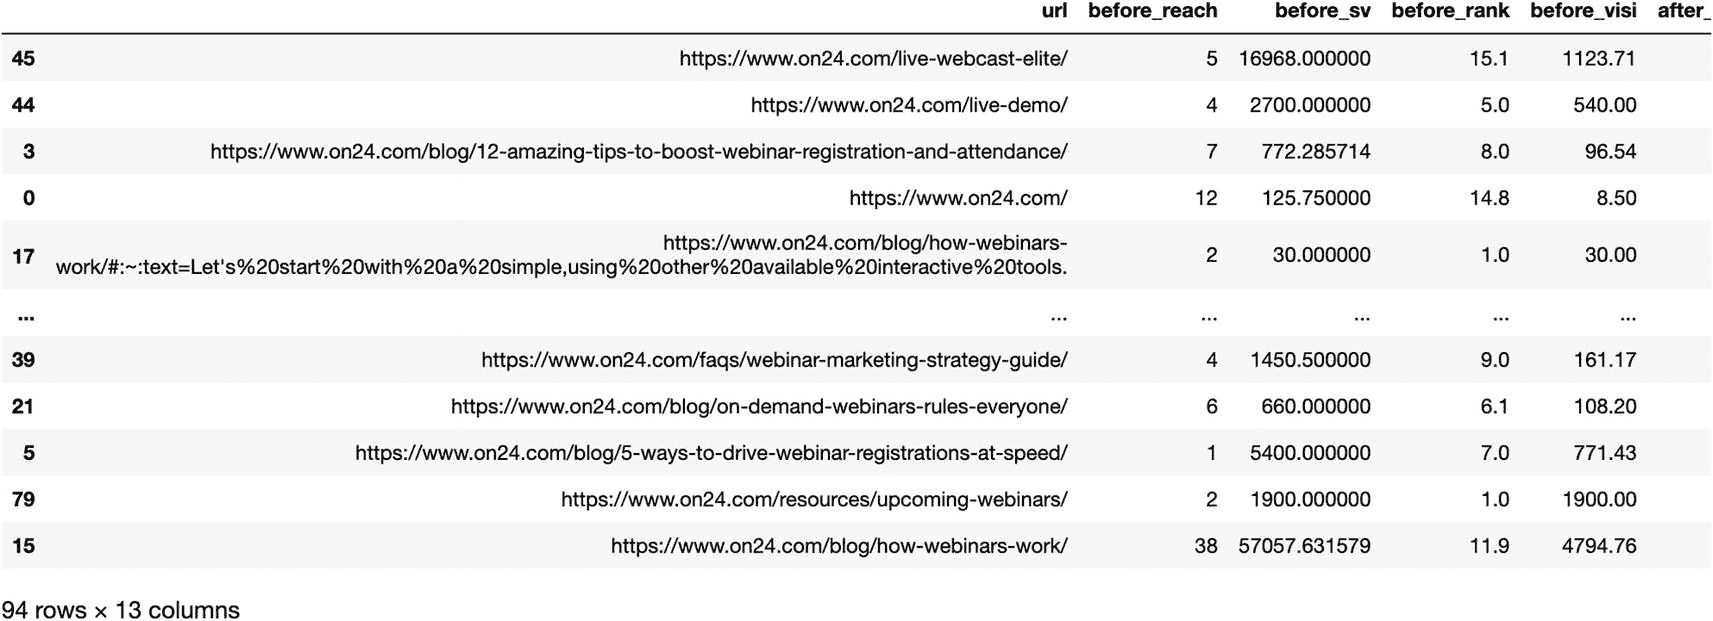 url before_reach before_sv before_rank before_visi after_
45 https://www.on24.com/live-webcast-elite/ 5 16968.000000 15.1 1123.71
44 https://www.on24.com/live-demo/ 4 2700.000000 5.0 540.00
3 https://www.on24.com/blog/12-amazing-tips-to-boost-webinar-registration-and-attendance/ 7 772.285714 8.0 96.54
0 https://www.on24.com/ 12 125.750000 14.8 8.50
https://www.on24.com/blog/how-webinars-
17 work/#:~:text=Let's%20start%20with%20a%20simple,using%20other%20available%20interactive%20tools. 2 30.000000 1.0 30.00
... ... ... ... ... ...
39 https://www.on24.com/faqs/webinar-marketing-strategy-guide/ 4 1450.500000 9.0 161.17
21 https://www.on24.com/blog/on-demand-webinars-rules-everyone/ 6 660.000000 6.1 108.20
5 https://www.on24.com/blog/5-ways-to-drive-webinar-registrations-at-speed/ 1 5400.000000 7.0 771.43
79 https://www.on24.com/resources/upcoming-webinars/ 2 1900.000000 1.0 1900.00
15 https://www.on24.com/blog/how-webinars-work/ 38 57057.631579 11.9 4794.76
94 rows × 13 columns